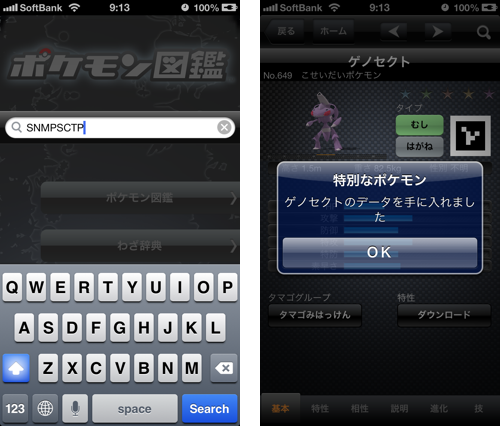 SoftBank 9:13 100%
ポケモン図鑑
SNMPSCTP
ポケモン図鑑
わざ辞典
Q W E R T Y U I O P
A S D F G H J K L
Z X C V B N M
123 space Search
SoftBank 9:13 100%
戻る ホーム
ゲノセクト
No.649 こせいだいポケモン
タイプ
むし
はがね
特別なポケモン
ゲノセクトのデータを手に入れまし
た
OK
タマゴグループ 特性
タマゴみはっけん ダウンロード
基本 特性 相性 説明 進化 技